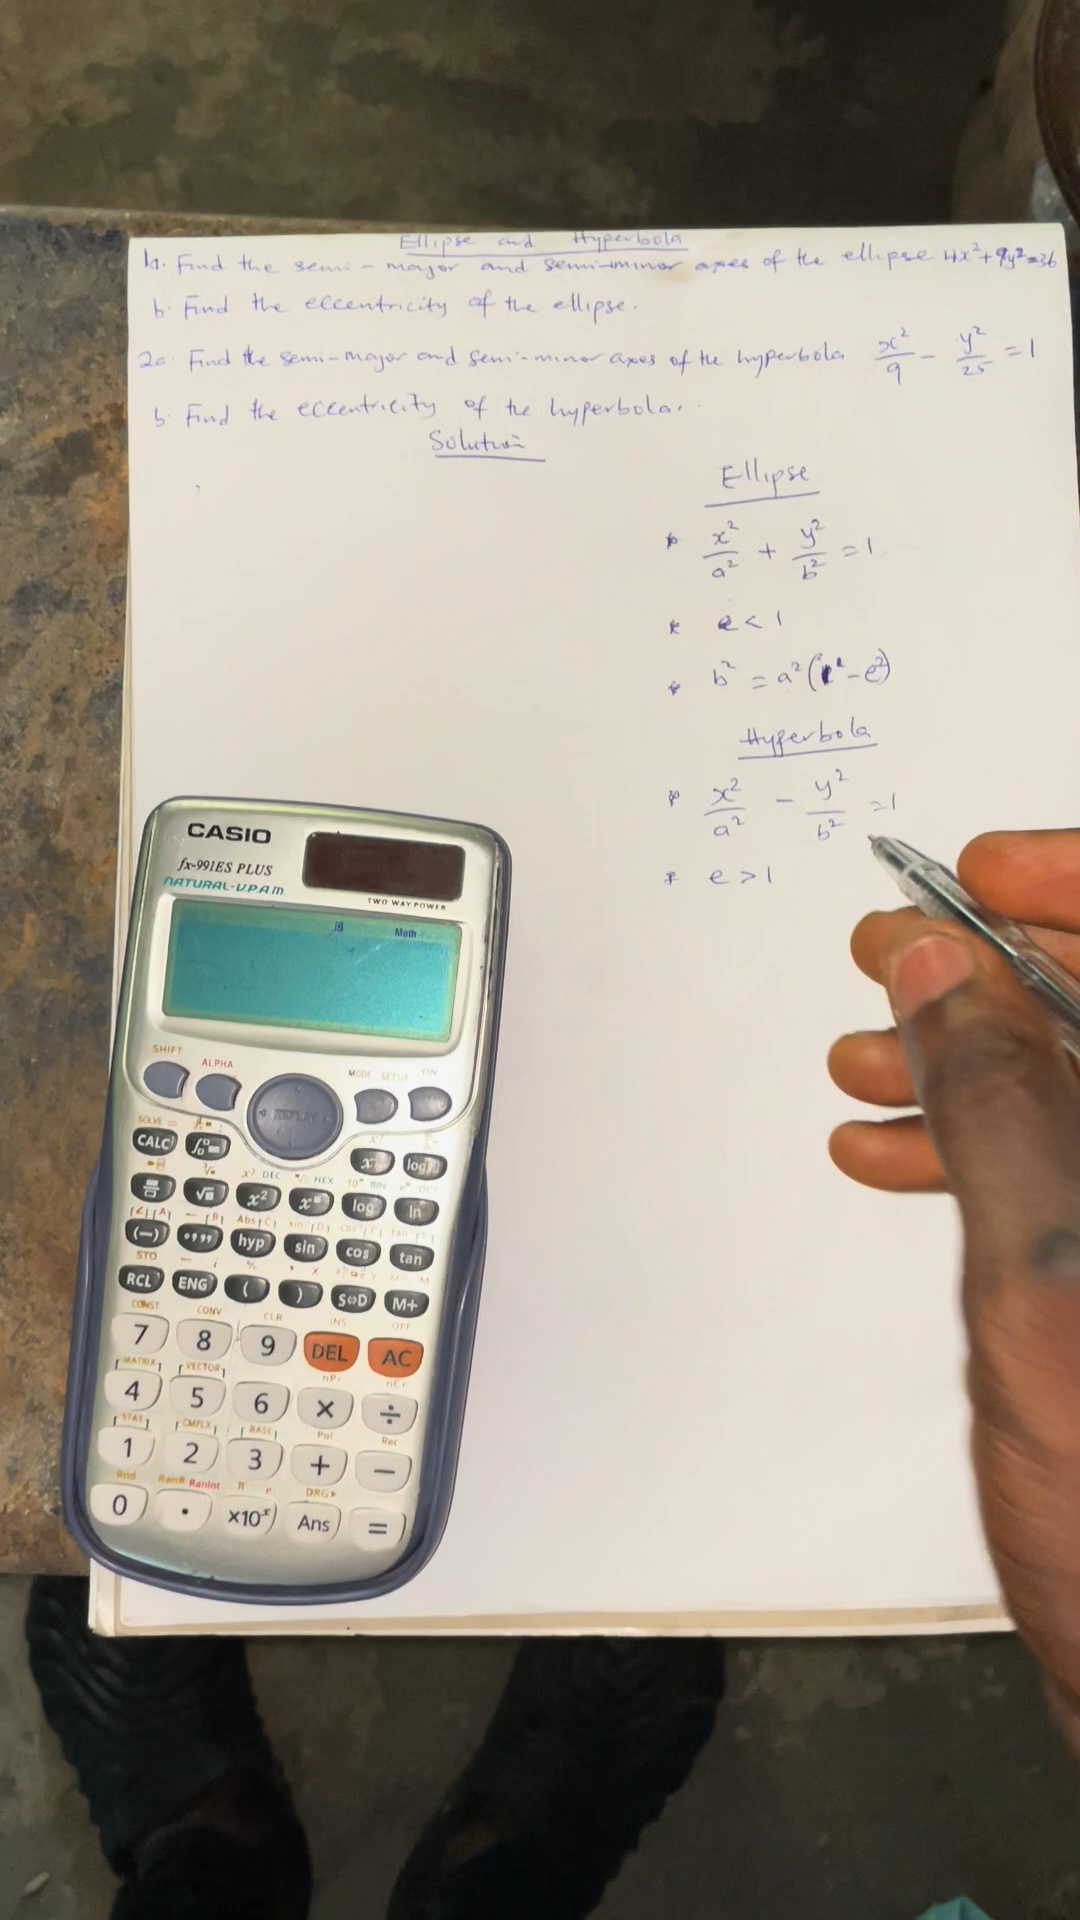 Ellipse and Hyperbola
1a. Find the semi-major and semi-minor axes of the ellipse 4x²+9y²=36
b. Find the eccentricity of the ellipse.
2a. Find the semi-major and semi-minor axes of the hyperbola x²/9 - y²/25 = 1
b. Find the eccentricity of the hyperbola.
Solution
Ellipse
* x²/a² + y²/b² = 1
* e < 1
* b² = a²(1-e²)
Hyperbola
* x²/a² - y²/b² = 1
* e > 1
CASIO
fx-991ES PLUS
NATURAL-V.P.A.M.
TWO WAY POWER
Math
SHIFT ALPHA MODE SETUP ON
REPLAY
SOLVE =
CALC
log
√ x² log ln
(-) hyp sin cos tan
STO
RCL ENG ( ) S⇔D M+
CONST CONV CLR INS OFF
7 8 9 DEL AC
MATRIX VECTOR nPr nCr
4 5 6 × ÷
STAT CMPLX BASE Pol Rec
1 2 3 + −
Rnd Ran# RanInt π e DRG▸
0 . ×10ˣ Ans =